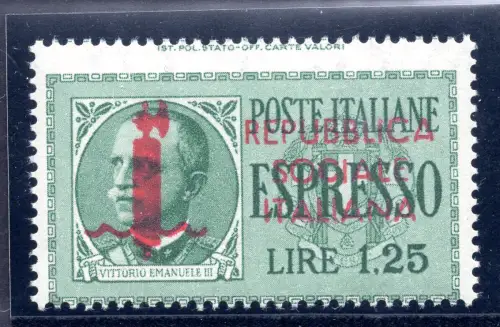 IST. POL. STATO-OFF. CARTE VALORI
POSTE ITALIANE
REPUBBLICA
SOCIALE
ESPRESSO
ITALIANA
LIRE 1.25
VITTORIO EMANUELE III